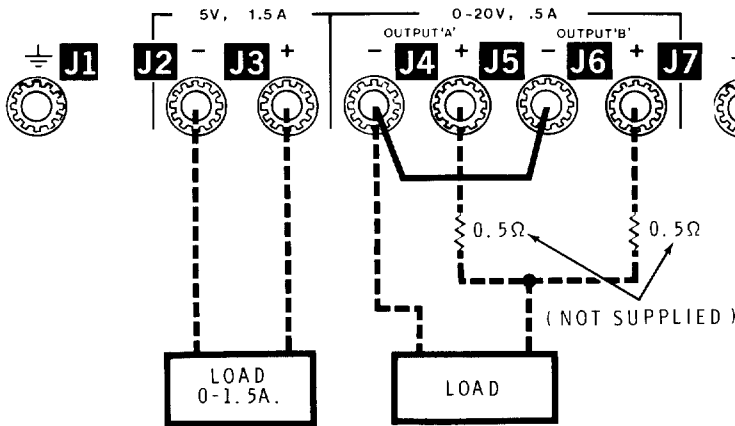 5V, 1.5A
0-20V, .5A
OUTPUT 'A'
OUTPUT 'B'
J1 J2 - J3 + - J4 + J5 - J6 + J7
0.5Ω
0.5Ω
(NOT SUPPLIED)
LOAD
0-1.5A.
LOAD